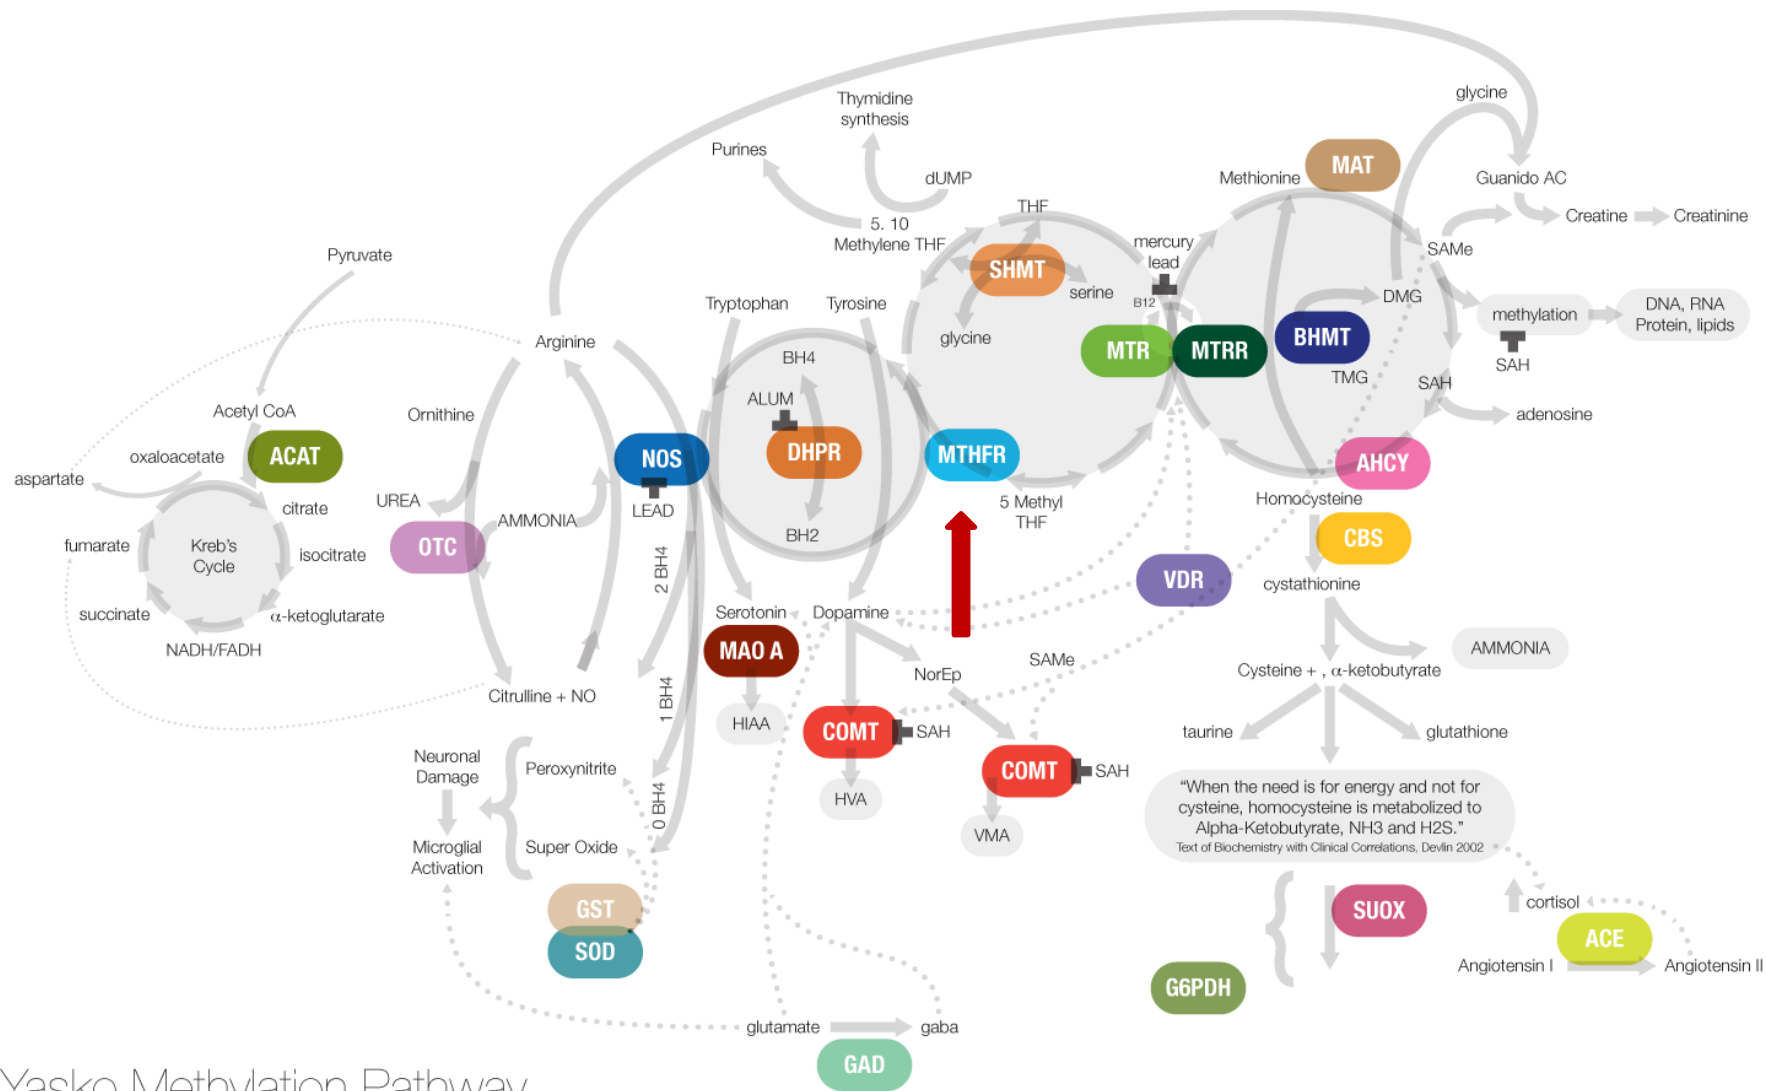 Thymidine
synthesis
glycine
Purines
MAT
dUMP
Methionine
Guanido AC
THF
5. 10
Methylene THF
Creatine
Creatinine
mercury
lead
SAMe
Pyruvate
SHMT
serine
B12
DMG
Tryptophan
Tyrosine
methylation
DNA, RNA
Protein, lipids
glycine
Arginine
MTR
MTRR
BHMT
BH4
SAH
TMG
SAH
ALUM
Acetyl CoA
Ornithine
adenosine
oxaloacetate
ACAT
NOS
DHPR
MTHFR
AHCY
aspartate
citrate
UREA
LEAD
5 Methyl
THF
Homocysteine
AMMONIA
BH2
CBS
fumarate
Kreb's
Cycle
isocitrate
OTC
2 BH4
VDR
cystathionine
succinate
α-ketoglutarate
Serotonin
Dopamine
NADH/FADH
MAO A
AMMONIA
NorEp
SAMe
Cysteine + , α-ketobutyrate
Citrulline + NO
1 BH4
HIAA
COMT
SAH
taurine
glutathione
Neuronal
Damage
Peroxynitrite
COMT
SAH
0 BH4
HVA
“When the need is for energy and not for
cysteine, homocysteine is metabolized to
Alpha-Ketobutyrate, NH3 and H2S.”
Text of Biochemistry with Clinical Correlations, Devlin 2002
VMA
Microglial
Activation
Super Oxide
GST
SOD
SUOX
cortisol
ACE
Angiotensin I
Angiotensin II
G6PDH
glutamate
gaba
GAD
Yasko Methylation Pathway